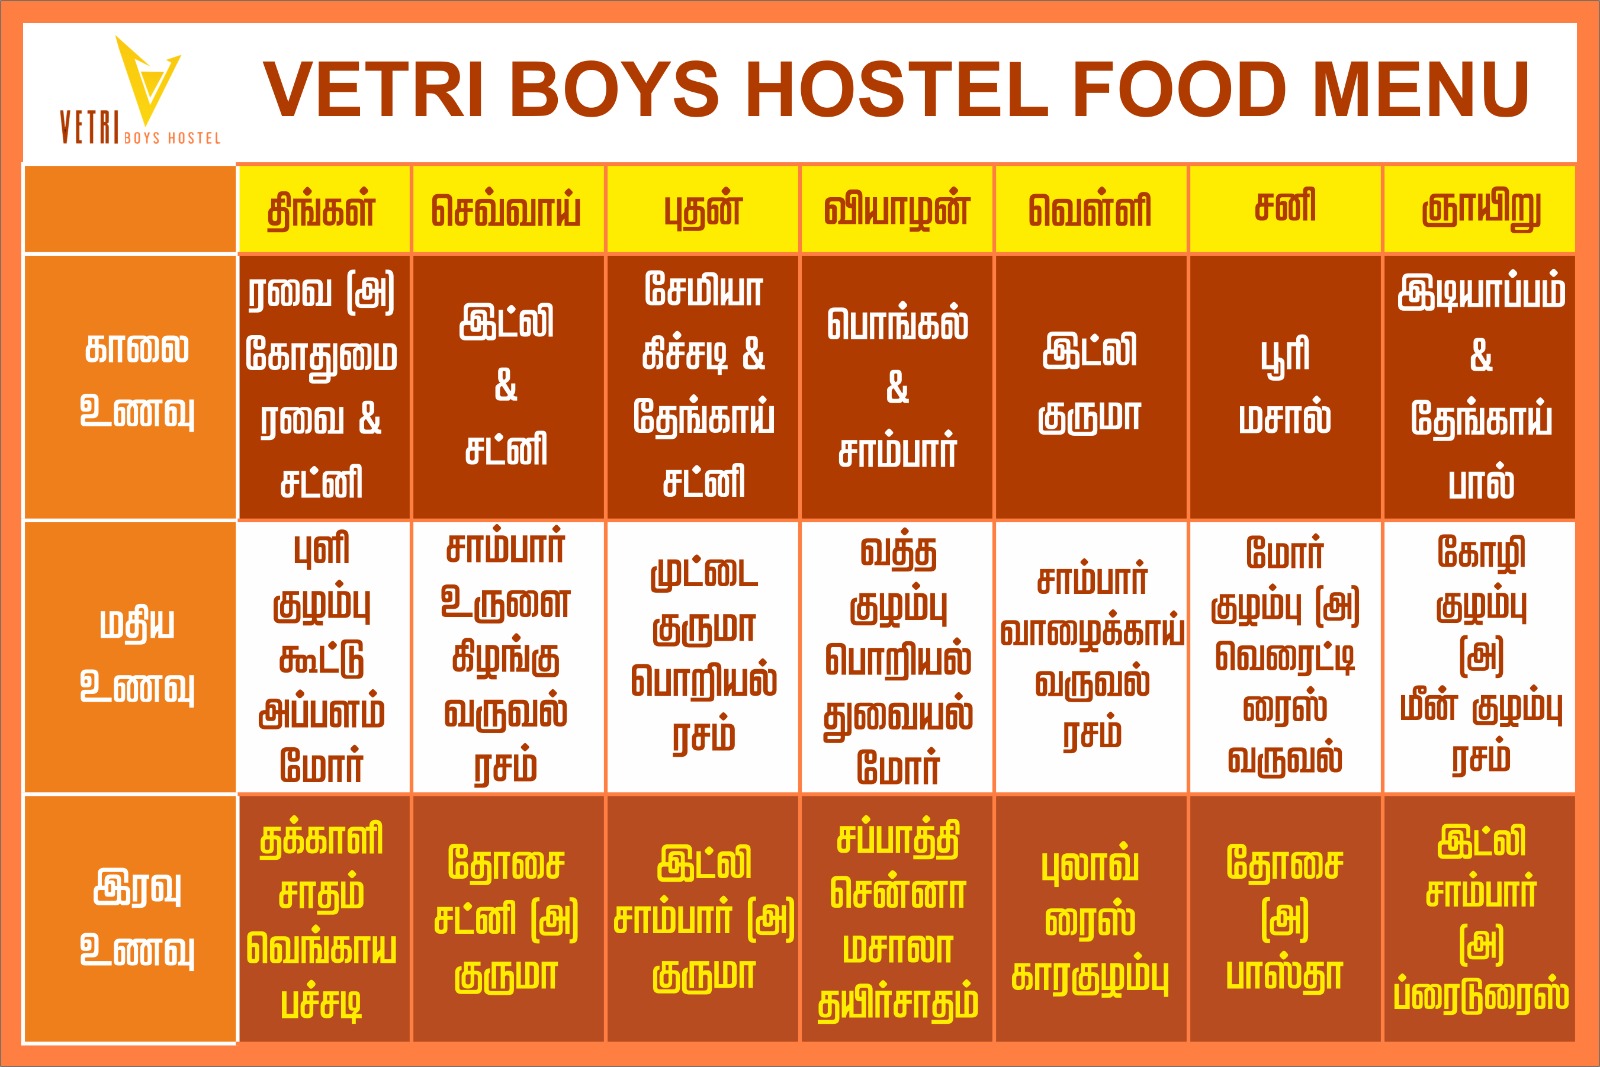 VETRI BOYS HOSTEL
VETRI BOYS HOSTEL FOOD MENU
திங்கள்
செவ்வாய்
புதன்
வியாழன்
வெள்ளி
சனி
ஞாயிறு
காலை
உணவு
ரவை (அ)
கோதுமை
ரவை &
சட்னி
இட்லி
&
சட்னி
சேமியா
கிச்சடி &
தேங்காய்
சட்னி
பொங்கல்
&
சாம்பார்
இட்லி
குருமா
பூரி
மசால்
இடியாப்பம்
&
தேங்காய்
பால்
மதிய
உணவு
புளி
குழம்பு
கூட்டு
அப்பளம்
மோர்
சாம்பார்
உருளை
கிழங்கு
வருவல்
ரசம்
முட்டை
குருமா
பொறியல்
ரசம்
வத்த
குழம்பு
பொறியல்
துவையல்
மோர்
சாம்பார்
வாழைக்காய்
வருவல்
ரசம்
மோர்
குழம்பு (அ)
வெரைட்டி
ரைஸ்
வருவல்
கோழி
குழம்பு
(அ)
மீன் குழம்பு
ரசம்
இரவு
உணவு
தக்காளி
சாதம்
வெங்காய
பச்சடி
தோசை
சட்னி (அ)
குருமா
இட்லி
சாம்பார் (அ)
குருமா
சப்பாத்தி
சென்னா
மசாலா
தயிர்சாதம்
புலாவ்
ரைஸ்
காரகுழம்பு
தோசை
(அ)
பாஸ்தா
இட்லி
சாம்பார்
(அ)
ப்ரைடுரைஸ்